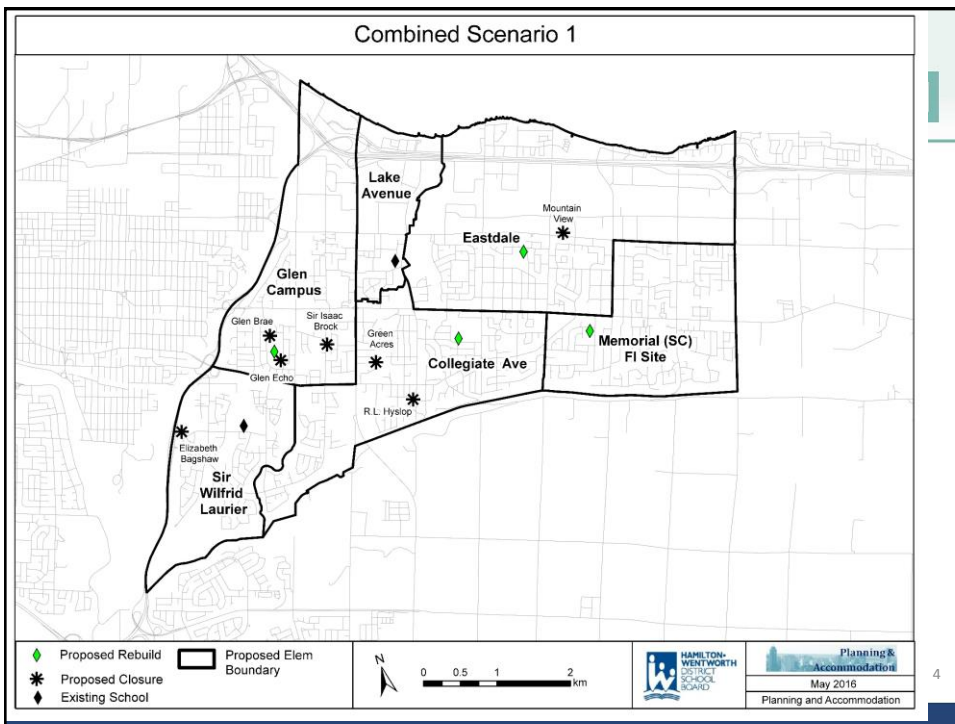 Combined Scenario 1
Lake
Avenue
Mountain
View
Eastdale
Glen
Campus
Glen Brae
Sir Isaac
Brock
Green
Acres
Memorial (SC)
FI Site
Collegiate Ave
Glen Echo
R.L. Hyslop
Elizabeth
Bagshaw
Sir
Wilfrid
Laurier
Proposed Rebuild
Proposed Closure
Existing School
Proposed Elem
Boundary
N
0 0.5 1 2
km
HAMILTON-
WENTWORTH
DISTRICT
SCHOOL
BOARD
Planning &
Accommodation
May 2016
Planning and Accommodation
4